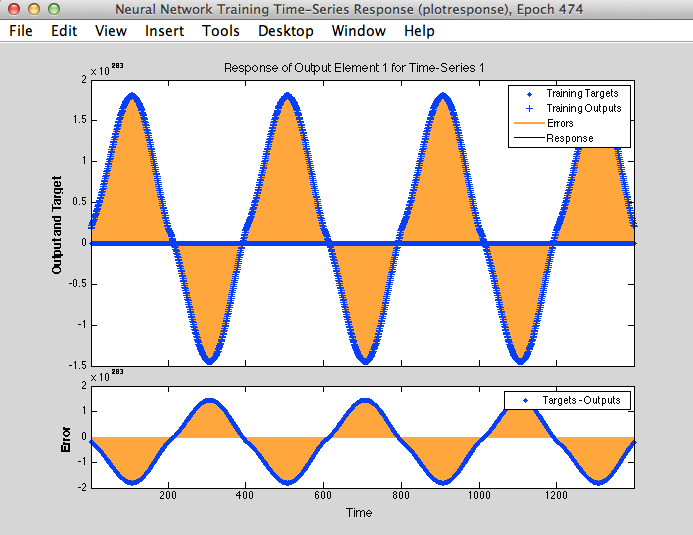 Neural Network Training Time-Series Response (plotresponse), Epoch 474
File Edit View Insert Tools Desktop Window Help
Response of Output Element 1 for Time-Series 1
× 10 283
2
1.5
1
0.5
0
-0.5
-1
-1.5
Output and Target
Training Targets
Training Outputs
Errors
Response
× 10 283
2
1
0
-1
-2
Error
Targets - Outputs
200 400 600 800 1000 1200
Time